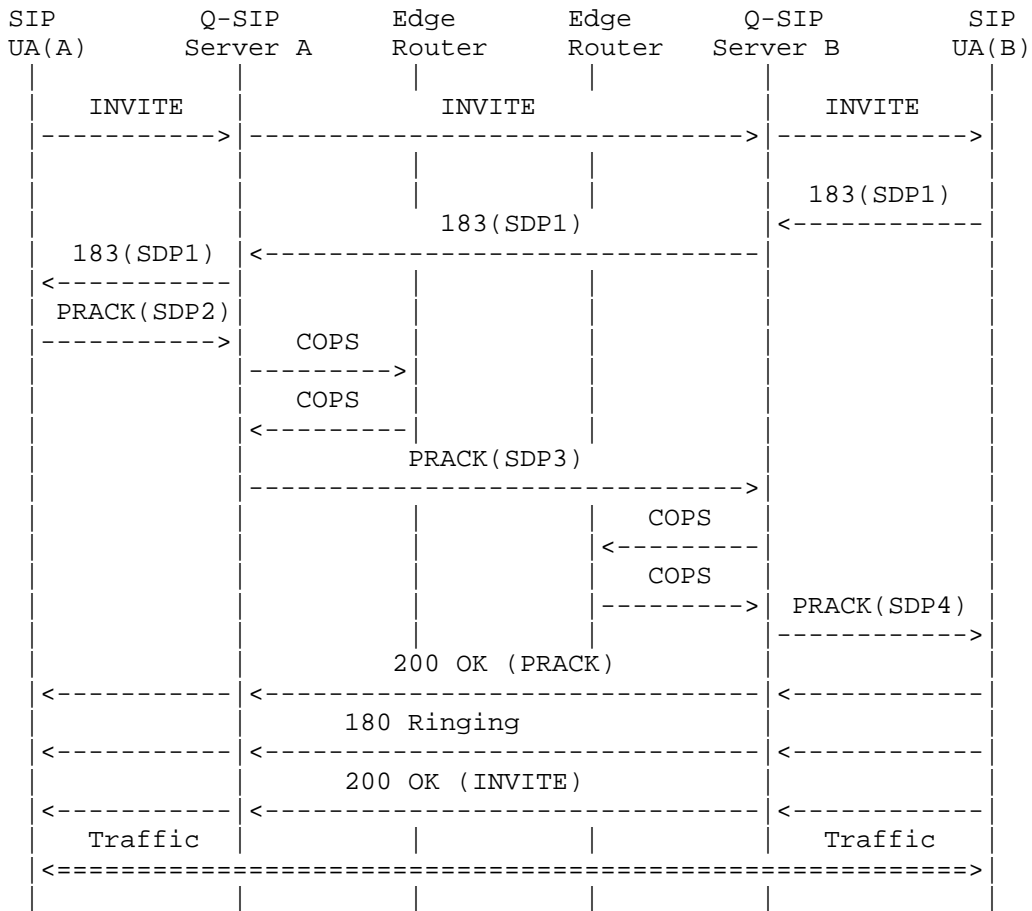 SIP Q-SIP Edge Edge Q-SIP SIP
UA(A) Server A Router Router Server B UA(B)
INVITE INVITE INVITE
183(SDP1)
183(SDP1)
183(SDP1)
PRACK(SDP2)
COPS
COPS
PRACK(SDP3)
COPS
COPS
PRACK(SDP4)
200 OK (PRACK)
180 Ringing
200 OK (INVITE)
Traffic Traffic